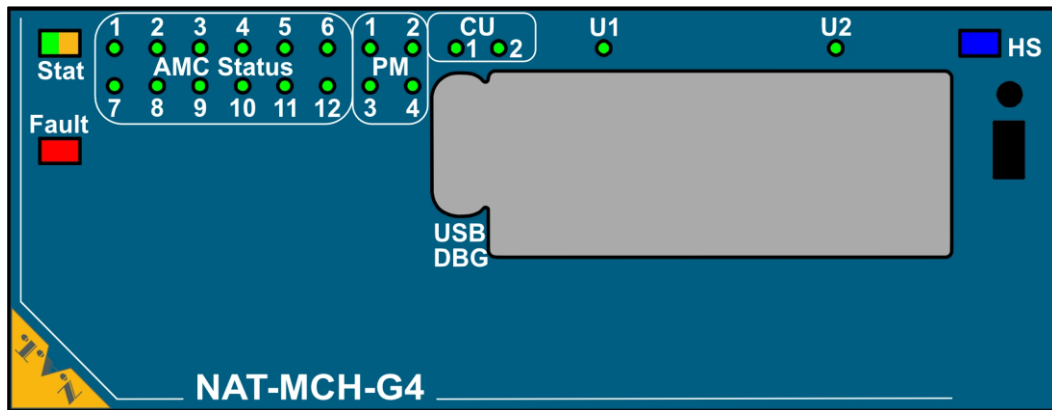 1 2 3 4 5 6 1 2 CU U1 U2
1 2
Stat AMC Status PM HS
7 8 9 10 11 12 3 4
Fault
USB
DBG
NAT-MCH-G4